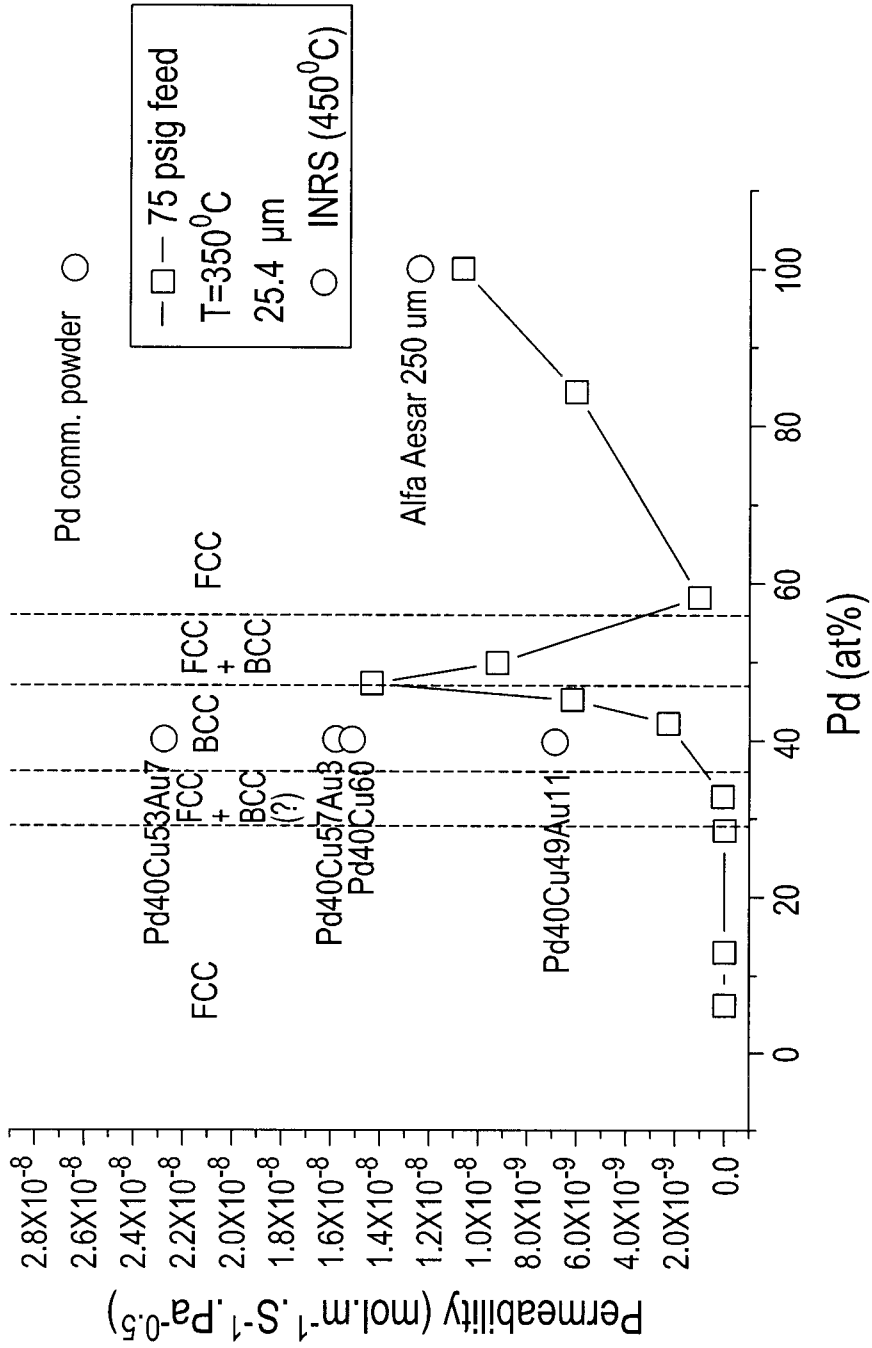 Permeability (mol.m⁻¹.S⁻¹.Pa⁻⁰·⁵)
2.8X10⁻⁸
2.6X10⁻⁸
2.4X10⁻⁸
2.2X10⁻⁸
2.0X10⁻⁸
1.8X10⁻⁸
1.6X10⁻⁸
1.4X10⁻⁸
1.2X10⁻⁸
1.0X10⁻⁸
8.0X10⁻⁹
6.0X10⁻⁹
4.0X10⁻⁹
2.0X10⁻⁹
0.0
FCC
FCC
+
BCC
(?)
BCC
FCC
+
BCC
FCC
Pd40Cu53Au7
Pd40Cu57Au3
Pd40Cu60
Pd40Cu49Au11
Pd comm. powder
Alfa Aesar 250 um
75 psig feed
T=350⁰C
25.4 µm
INRS (450⁰C)
0 20 40 60 80 100
Pd (at%)